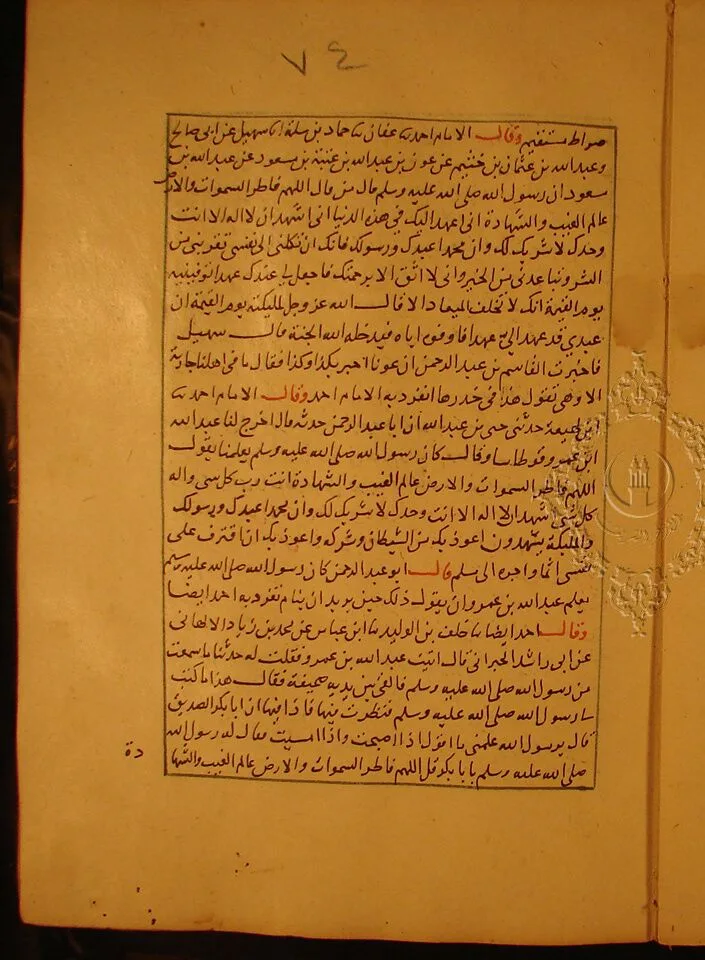 ٧٤
صراط مستقيم وقال الامام احمد ثنا عفان ثنا حماد بن سلمة انا سهيل عن ابي صالح
وعبد الله بن عثمان بن خثيم عن عون بن عبد الله بن عتبة بن مسعود عن عبد الله بن
مسعود ان رسول الله صلى الله عليه وسلم قال من قال اللهم فاطر السموات والارض
عالم الغيب والشهادة اني اعهد اليك في هذه الدنيا اني اشهد ان لا اله الا انت
وحدك لا شريك لك وان محمدا عبدك ورسولك فانك ان تكلني الى نفسي تقربني من
الشر وتباعدني من الخير واني لا اثق الا برحمتك فاجعل لي عندك عهدا توفينيه
يوم القيمة انك لا تخلف الميعاد الا قال الله عز وجل لمليكته يوم القيمة ان
عبدي قد عهد الي عهدا فاوفوه اياه فيدخله الله الجنة قال سهيل
فاخبرت القاسم بن عبد الرحمن ان عونا اخبر بكذا وكذا فقال ما في اهلنا جارية
الا وهي تقول هذا في خدرها انفرد به الامام احمد وقال الامام احمد ثنا
ابن لهيعة حدثني حيى بن عبد الله ان ابا عبد الرحمن حدثه قال اخرج لنا عبد الله
ابن عمرو قرطاسا وقال كان رسول الله صلى الله عليه وسلم يعلمنا يقول
اللهم فاطر السموات والارض عالم الغيب والشهادة انت رب كل شى واله
كل شى اشهد ان لا اله الا انت وحدك لا شريك لك وان محمدا عبدك ورسولك
والمليكة يشهدون اعوذ بك من الشيطان وشركه واعوذ بك ان اقترف على
نفسي اثما او اجره الى مسلم قال ابو عبد الرحمن كان رسول الله صلى الله عليه وسلم
يعلم عبد الله بن عمرو ان يقول ذلك حين يريد ان ينام تفرد به احمد ايضا
وقال احمد ايضا ثنا خلف بن الوليد ثنا ابن عياش عن محمد بن زياد الالهاني
عن ابي راشد الحبراني قال اتيت عبد الله بن عمرو فقلت له حدثنا ما سمعت
من رسول الله صلى الله عليه وسلم فالقى بين يديه صحيفة فقال هذا ما كتب
لنا رسول الله صلى الله عليه وسلم فنظرت فيها فاذا فيها ان ابا بكر الصديق
قال يرسول الله علمني ما اقول اذا اصبحت واذا امسيت فقال له رسول الله
صلى الله عليه وسلم يا ابا بكر قل اللهم فاطر السموات والارض عالم الغيب والشها
دة